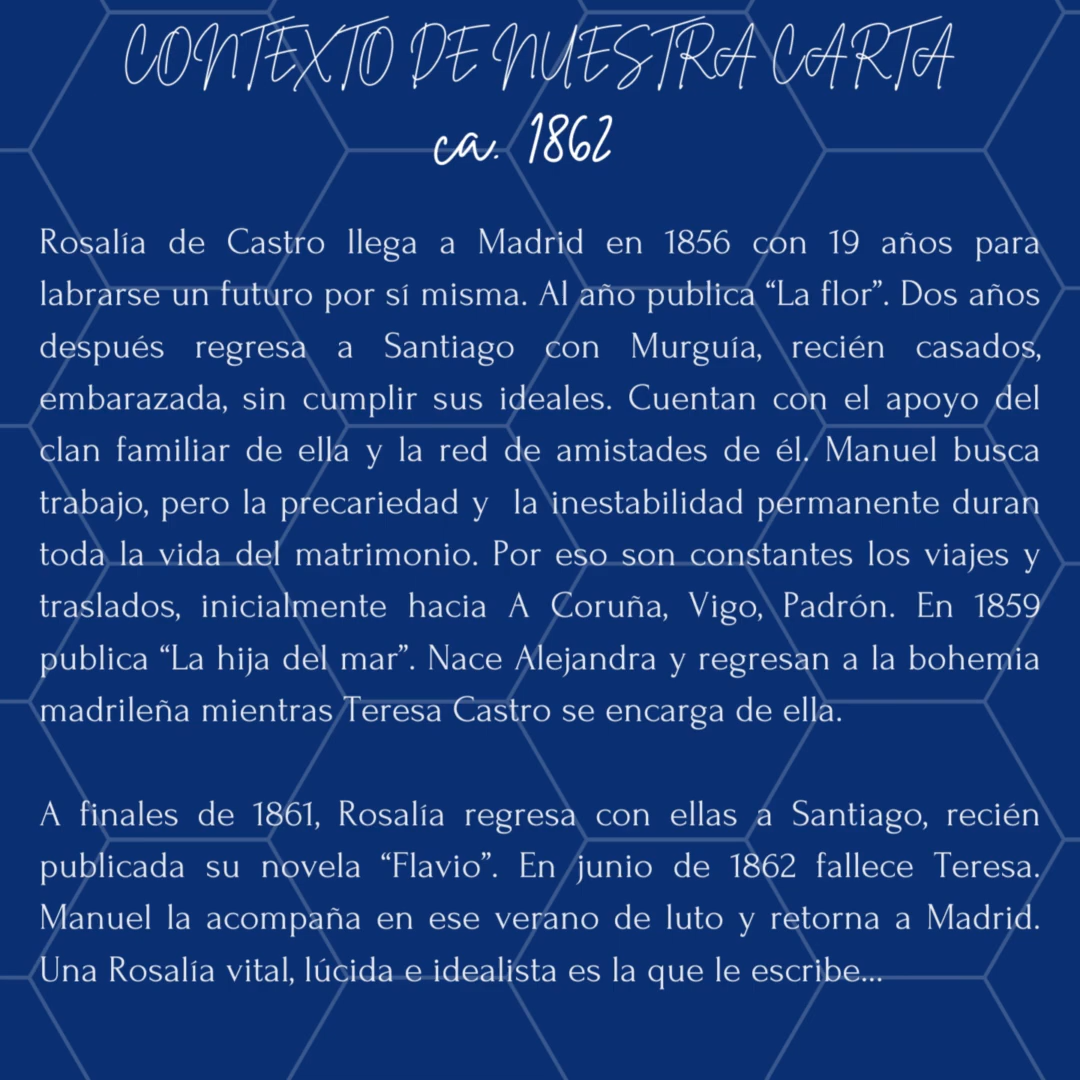 CONTEXTO DE NUESTRA CARTA
ca. 1862
Rosalía de Castro llega a Madrid en 1856 con 19 años para
labrarse un futuro por sí misma. Al año publica “La flor”. Dos años
después regresa a Santiago con Murguía, recién casados,
embarazada, sin cumplir sus ideales. Cuentan con el apoyo del
clan familiar de ella y la red de amistades de él. Manuel busca
trabajo, pero la precariedad y la inestabilidad permanente duran
toda la vida del matrimonio. Por eso son constantes los viajes y
traslados, inicialmente hacia A Coruña, Vigo, Padrón. En 1859
publica “La hija del mar”. Nace Alejandra y regresan a la bohemia
madrileña mientras Teresa Castro se encarga de ella.
A finales de 1861, Rosalía regresa con ellas a Santiago, recién
publicada su novela “Flavio”. En junio de 1862 fallece Teresa.
Manuel la acompaña en ese verano de luto y retorna a Madrid.
Una Rosalía vital, lúcida e idealista es la que le escribe...